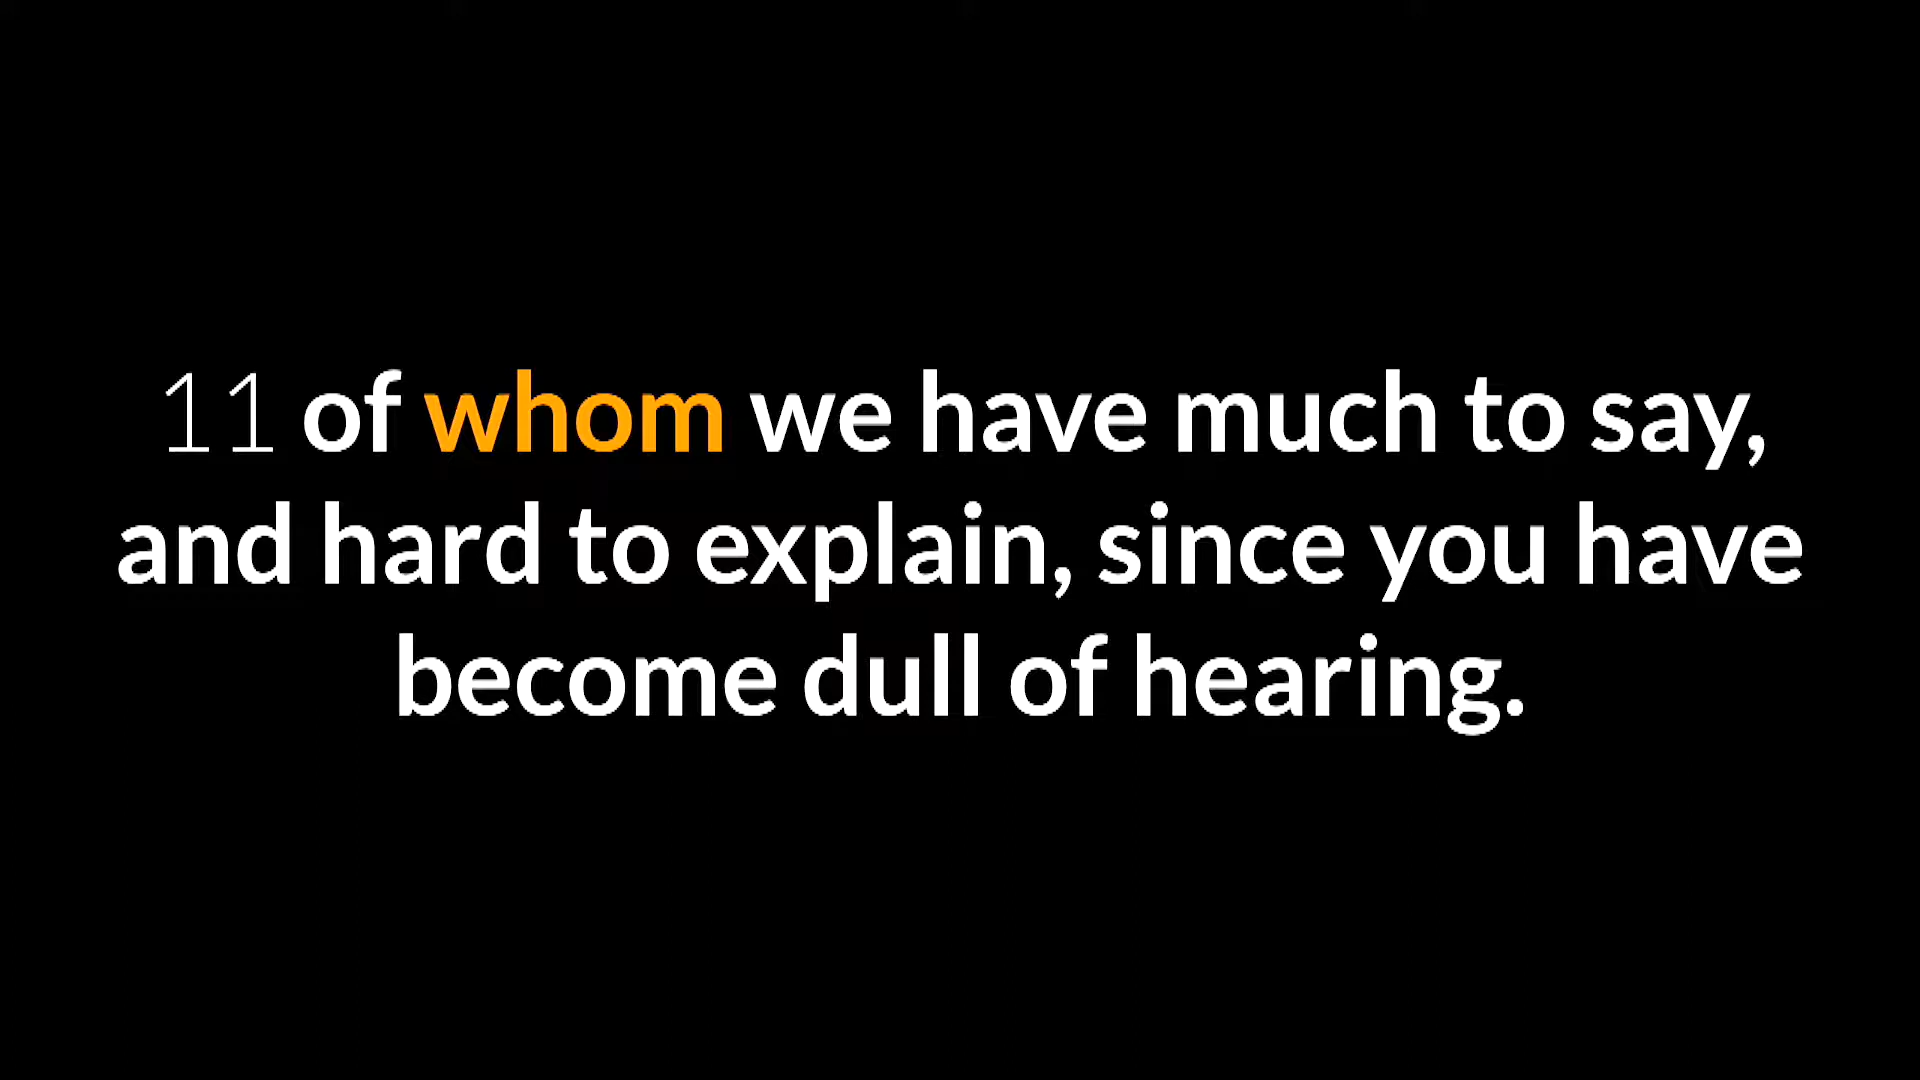 11 of whom we have much to say,
and hard to explain, since you have
become dull of hearing.